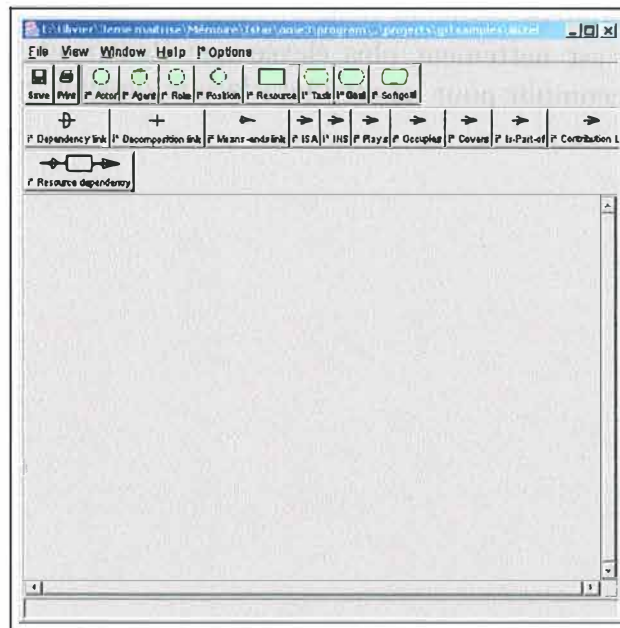 File View Window Help i* Options
Save Print i* Actor i* Agent i* Role i* Position i* Resource i* Task i* Goal i* Softgoal
i* Dependency link i* Decomposition link i* Means-ends link i* ISA i* INS i* Plays i* Occupies i* Covers i* Is-Part-of i* Contribution L
i* Resource dependency